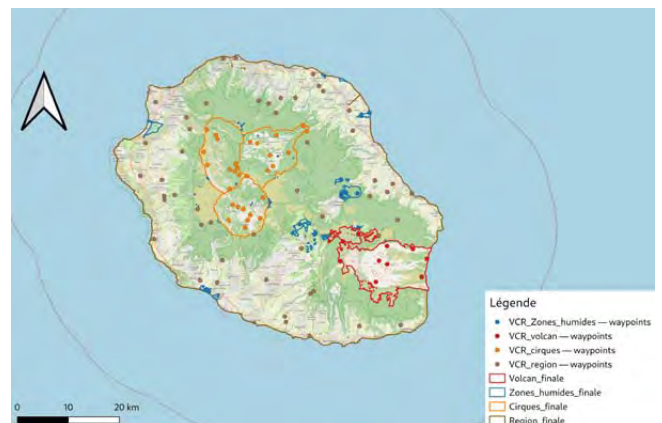 Légende
VCR_Zones_humides — waypoints
VCR_volcan — waypoints
VCR_cirques — waypoints
VCR_region — waypoints
Volcan_finale
Zones_humides_finale
Cirques_finale
Region_finale
0 10 20 km